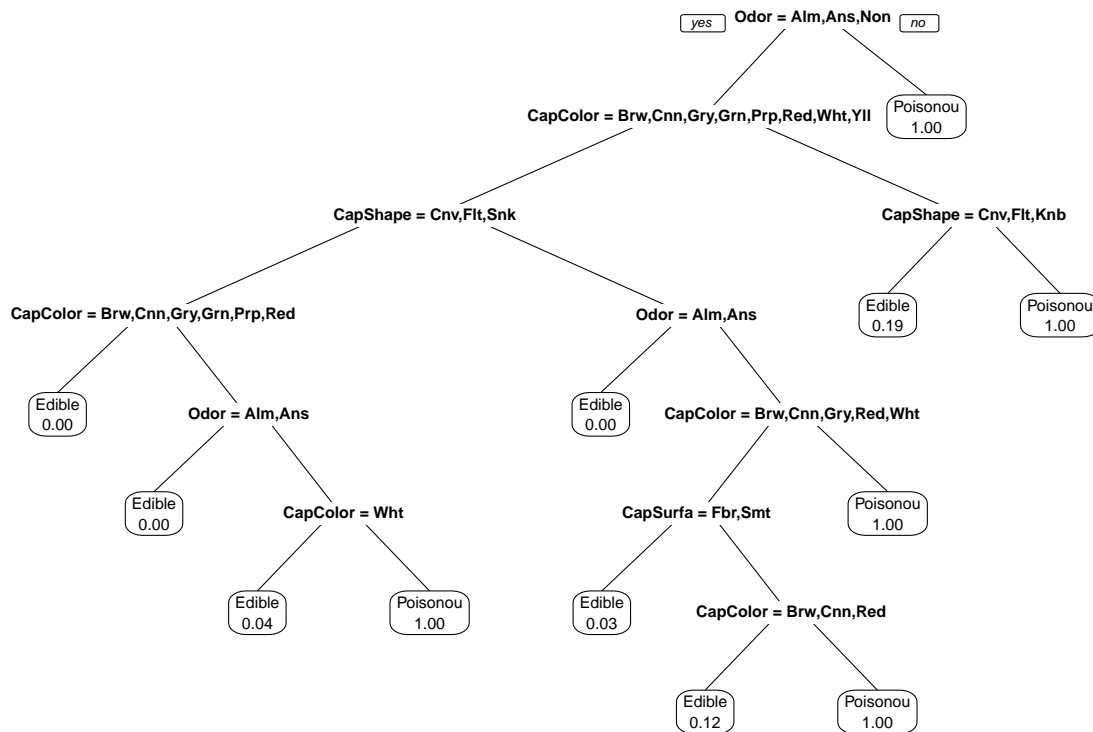 yes Odor = Alm,Ans,Non no
Poisonou
1.00
CapColor = Brw,Cnn,Gry,Grn,Prp,Red,Wht,Yll
CapShape = Cnv,Flt,Snk
CapShape = Cnv,Flt,Knb
CapColor = Brw,Cnn,Gry,Grn,Prp,Red
Odor = Alm,Ans
Edible
0.19
Poisonou
1.00
Edible
0.00
Odor = Alm,Ans
Edible
0.00
CapColor = Brw,Cnn,Gry,Red,Wht
Edible
0.00
CapColor = Wht
CapSurfa = Fbr,Smt
Poisonou
1.00
Edible
0.04
Poisonou
1.00
Edible
0.03
CapColor = Brw,Cnn,Red
Edible
0.12
Poisonou
1.00